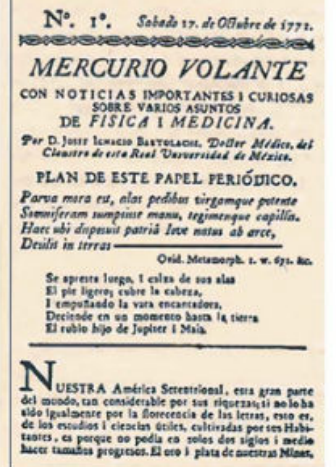 Nº. 1º. Sabado 17. de Octubre de 1772.
MERCURIO VOLANTE
CON NOTICIAS IMPORTANTES I CURIOSAS
SOBRE VARIOS ASUNTOS
DE FISICA I MEDICINA.
Por D. Josef Ignacio Bartolache, Doctor Médico, del
Claustro de esta Real Universidad de México.
PLAN DE ESTE PAPEL PERIÓDICO.
Parva mora est, alas pedibus virgamque potente
Somniferam sumpsisse manu, tegimenque capillis.
Haec ubi disposuit patriâ Iove natus ab arce,
Desilit in terras
Ovid. Metamorph. 1. v. 671. &c.
Se apresta luego, i calza de sus alas
El pie ligero; cubre la cabeza,
I empuñando la vara encantadora,
Deciende en un momento hasta la tierra
El rubio hijo de Jupiter i Maia.
NUESTRA América Setentrional, esta gran parte
del mundo, tan considerable por sus riquezas; si no lo ha
sido igualmente por la florecencia de las letras, esto es,
de los estudios i ciencias útiles, cultivadas por sus Habi-
tantes, es porque no podia en solos dos siglos i medio
hacer tamaños progresos. El oro i plata de nuestras Minas,